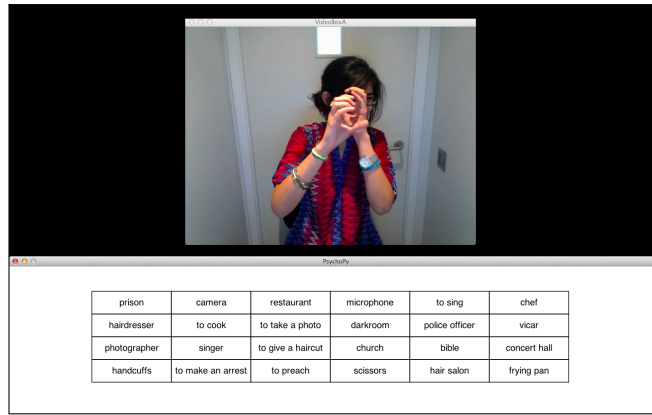 VideoBoxA
PsychoPy
prison camera restaurant microphone to sing chef
hairdresser to cook to take a photo darkroom police officer vicar
photographer singer to give a haircut church bible concert hall
handcuffs to make an arrest to preach scissors hair salon frying pan